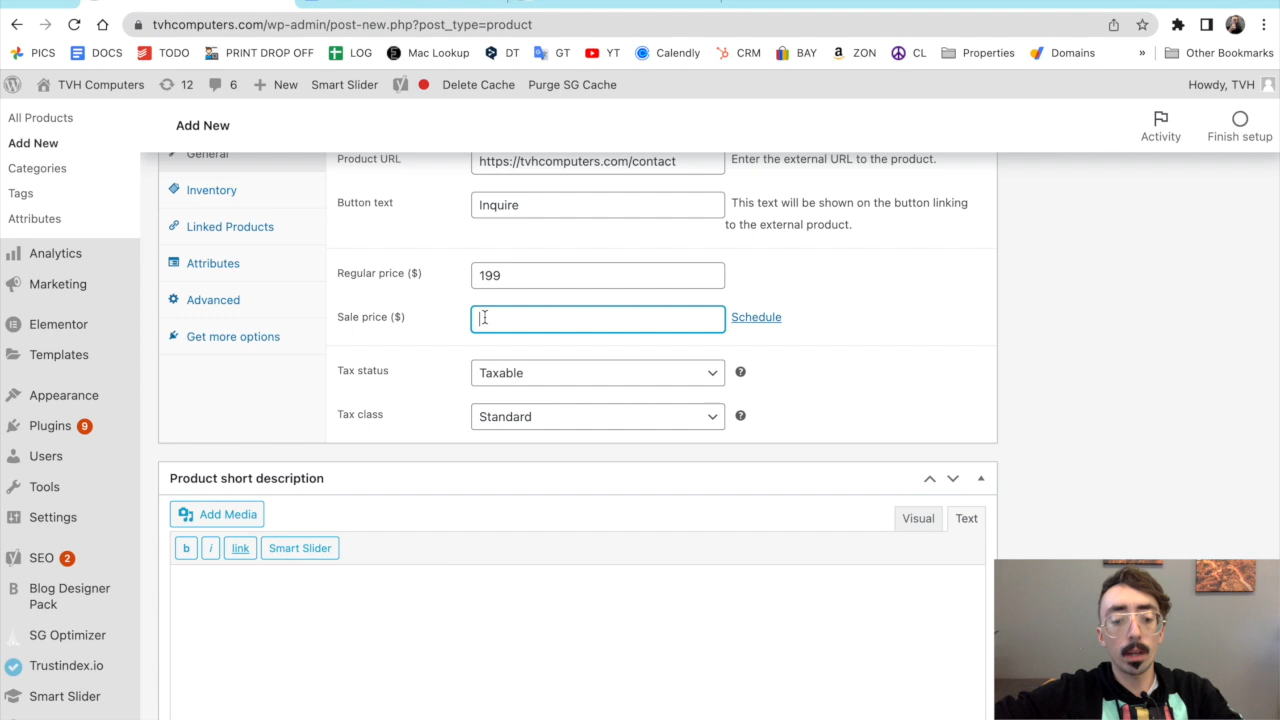 tvhcomputers.com/wp-admin/post-new.php?post_type=product
PICS DOCS TODO PRINT DROP OFF LOG Mac Lookup DT GT YT Calendly CRM BAY ZON CL Properties Domains » Other Bookmarks
TVH Computers 12 6 New Smart Slider Delete Cache Purge SG Cache Howdy, TVH
All Products
Add New
Categories
Tags
Attributes
Analytics
Marketing
Elementor
Templates
Appearance
Plugins 9
Users
Tools
Settings
SEO 2
Blog Designer
Pack
SG Optimizer
Trustindex.io
Smart Slider
Add New
Activity
Finish setup
General
Inventory
Linked Products
Attributes
Advanced
Get more options
Product URL https://tvhcomputers.com/contact Enter the external URL to the product.
Button text Inquire This text will be shown on the button linking
to the external product.
Regular price ($) 199
Sale price ($) Schedule
Tax status Taxable
Tax class Standard
Product short description
Add Media
Visual Text
b i link Smart Slider